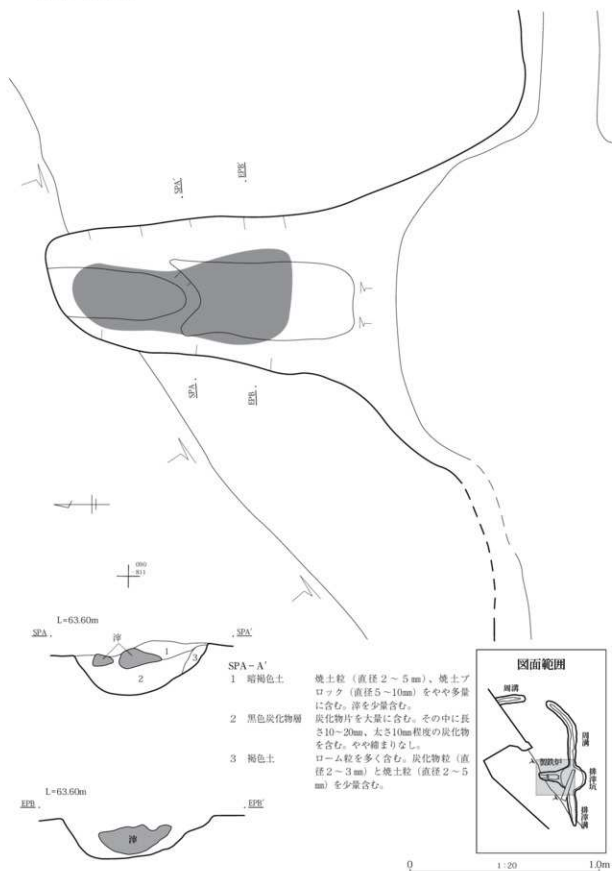 SPA'
EPB'
SPA
EPB
090
811
L=63.60m
SPA
SPA'
滓
1
2
3
SPA-A'
1 暗褐色土 焼土粒（直径2～5㎜）、焼土ブ
ロック（直径5～10㎜）をやや多量
に含む。滓を少量含む。
2 黒色炭化物層 炭化物片を大量に含む。その中に長
さ10～20㎜、太さ10㎜程度の炭化物
を含む。やや締まりなし。
3 褐色土 ローム粒を多く含む。炭化物粒（直
径2～3㎜）と焼土粒（直径2～5
㎜）を少量含む。
L=63.60m
EPB
EPB'
滓
図面範囲
周溝
周溝
製鉄炉
排滓坑
排滓溝
0 1:20 1.0m